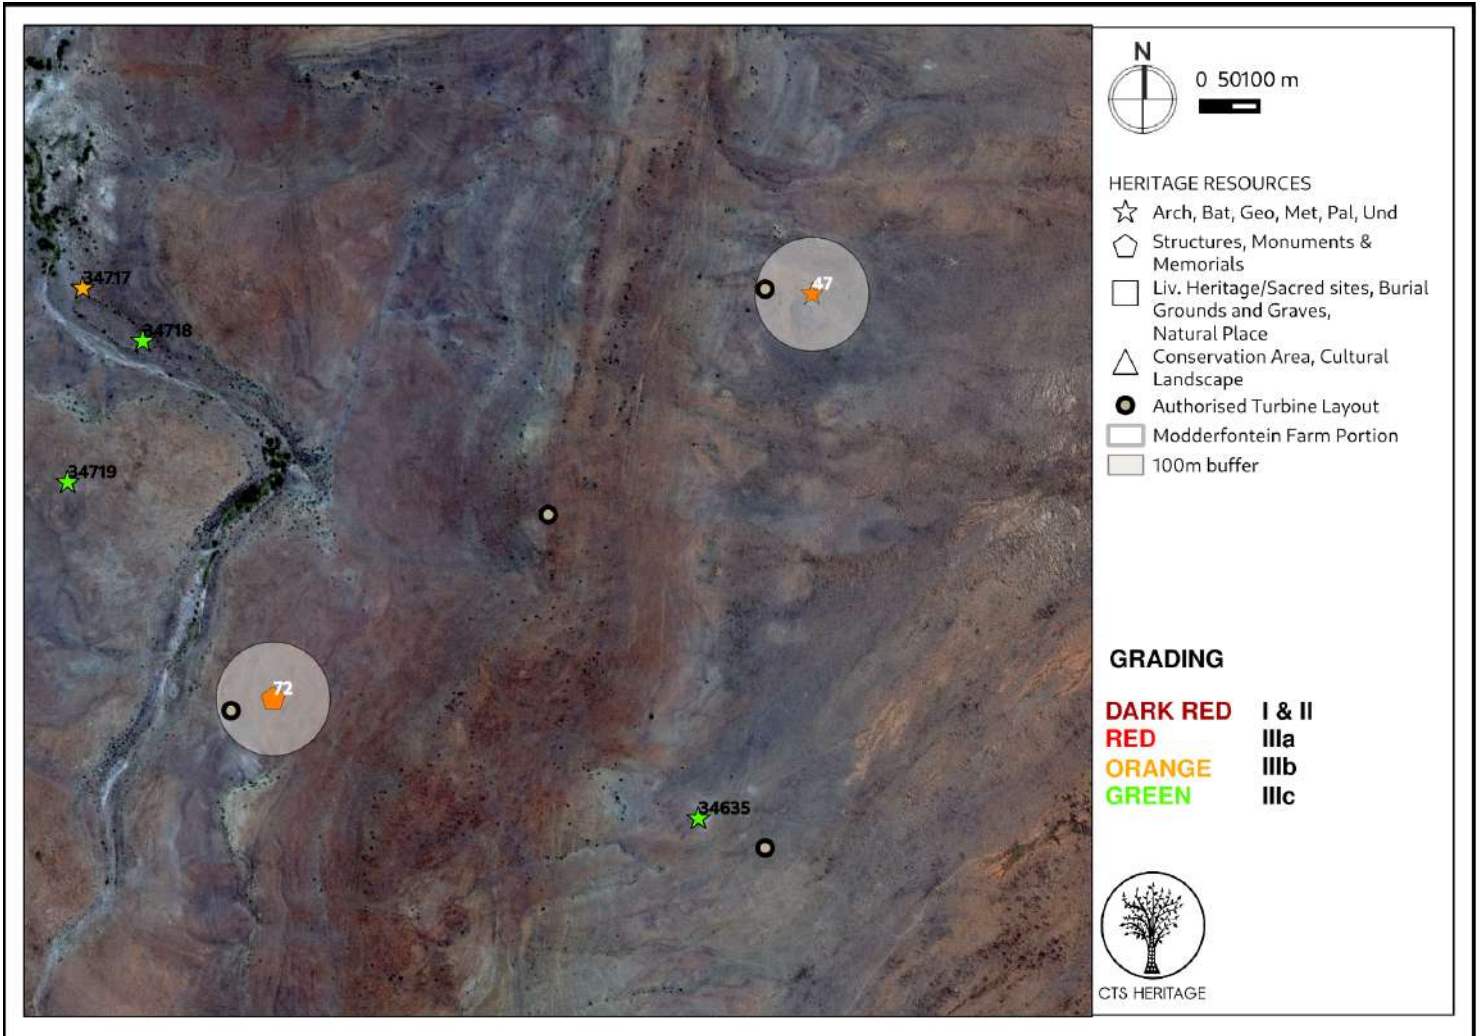 34717
34718
47
34719
72
34635
N
0 50100 m
HERITAGE RESOURCES
Arch, Bat, Geo, Met, Pal, Und
Structures, Monuments &
Memorials
Liv. Heritage/Sacred sites, Burial
Grounds and Graves,
Natural Place
Conservation Area, Cultural
Landscape
Authorised Turbine Layout
Modderfontein Farm Portion
100m buffer
GRADING
DARK RED I & II
RED IIIa
ORANGE IIIb
GREEN IIIc
CTS HERITAGE